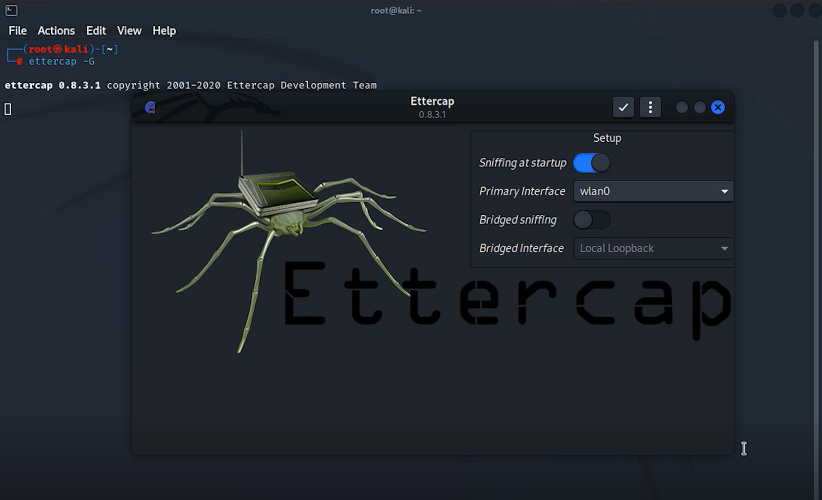 root@kali: ~
File Actions Edit View Help
┌──(root㉿kali)-[~]
└─# ettercap -G
ettercap 0.8.3.1 copyright 2001-2020 Ettercap Development Team
Ettercap
0.8.3.1
Setup
Sniffing at startup
Primary Interface wlan0
Bridged sniffing
Bridged Interface Local Loopback
Ettercap